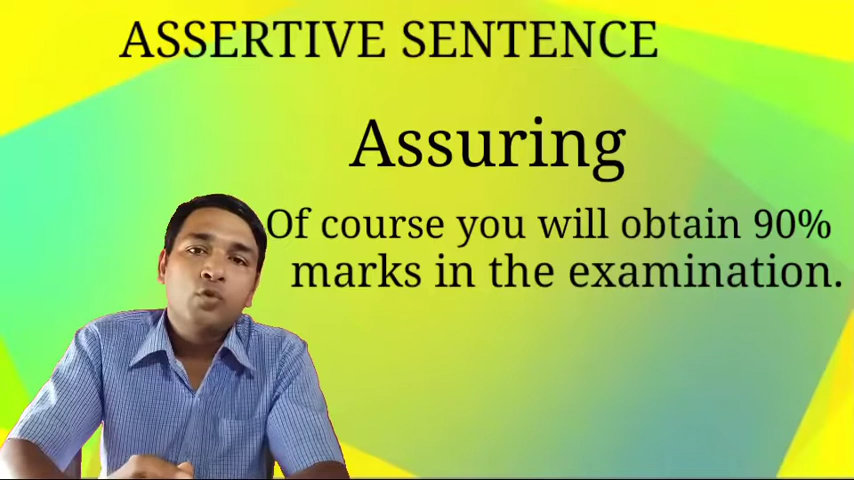 ASSERTIVE SENTENCE
Assuring
Of course you will obtain 90%
marks in the examination.